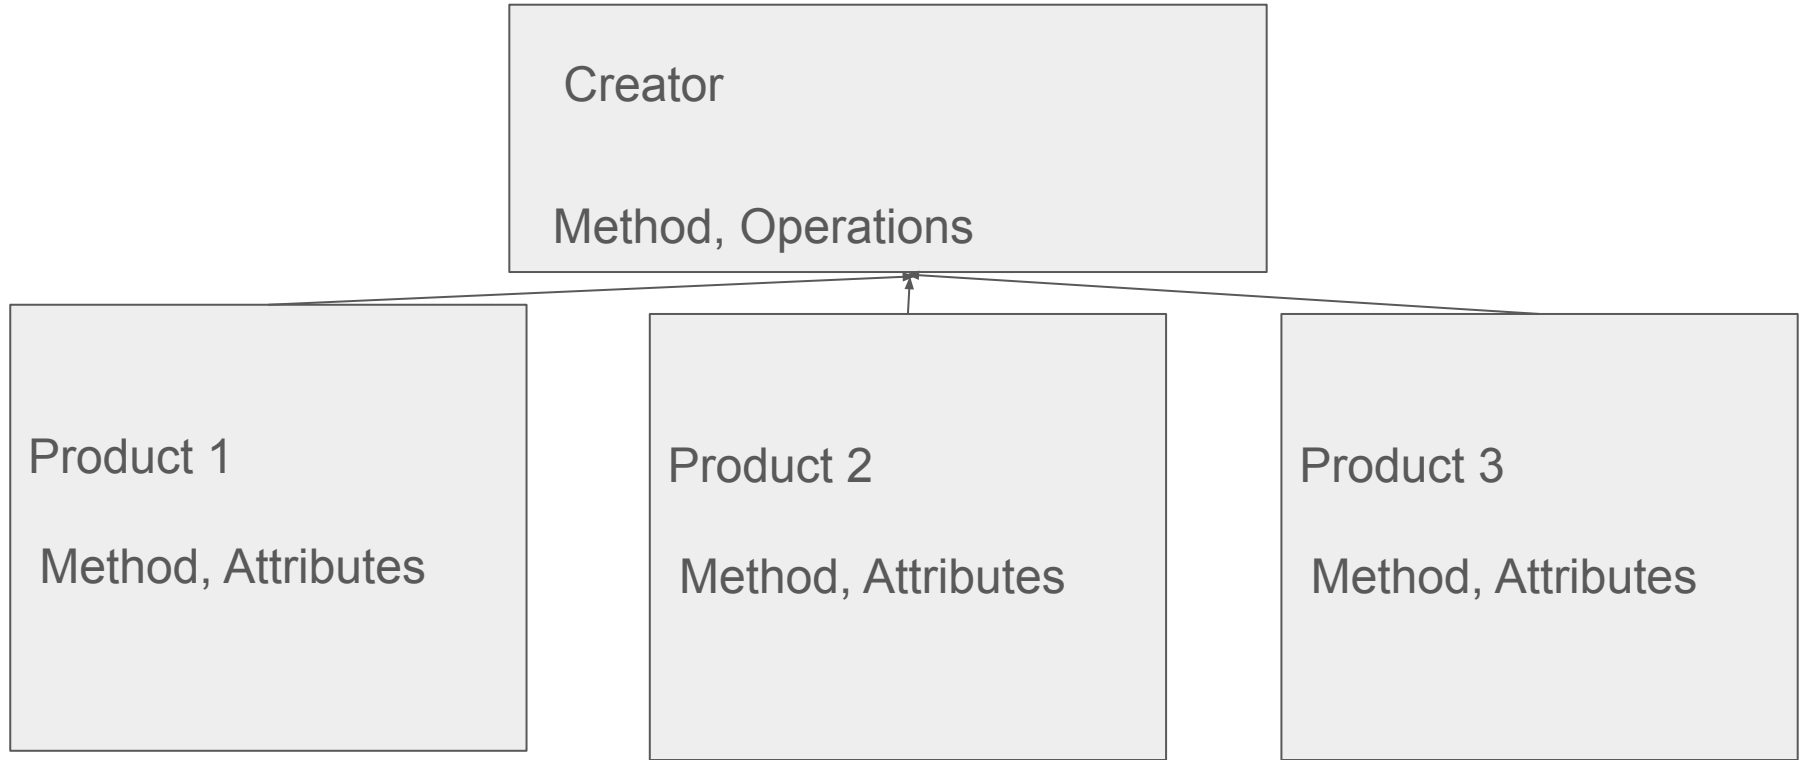 Creator
Method, Operations
Product 1
Method, Attributes
Product 2
Method, Attributes
Product 3
Method, Attributes